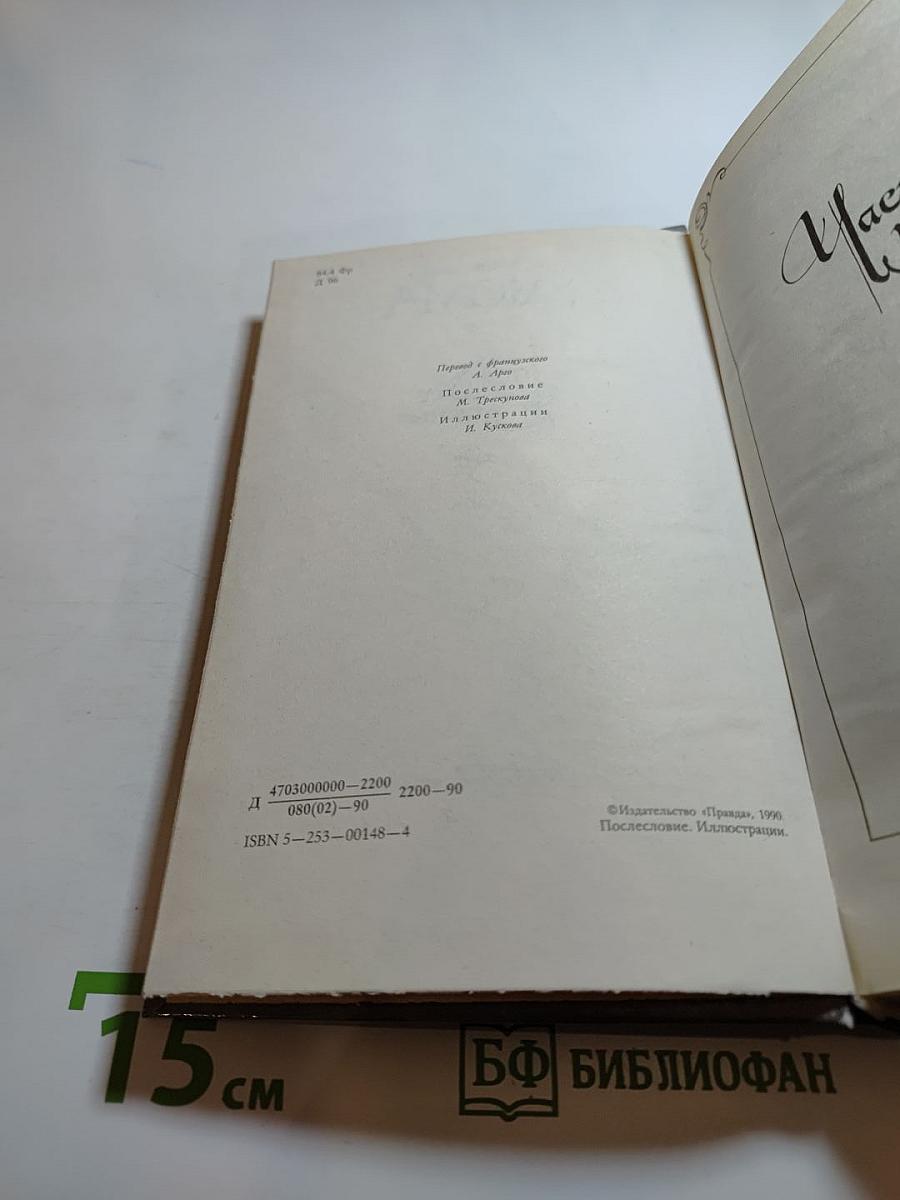 84.4 Фр
Д 96
Перевод с французского
А. Арго
Послесловие
М. Трескунова
Иллюстрации
И. Кускова
Д 4703000000—2200
080(02)—90
2200—90
ISBN 5—253—00148—4
© Издательство «Правда», 1990.
Послесловие. Иллюстрации.
15 см
БФ БИБЛИОФАН